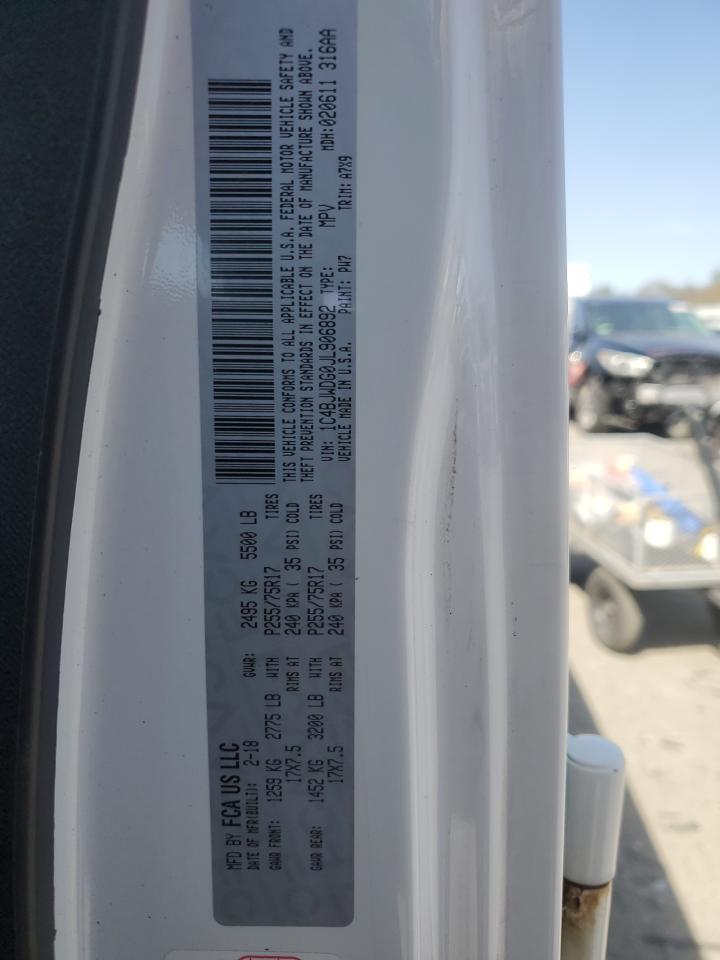 MFD BY FCA US LLC
DATE OF MFR(BUILT): 2-18 GVWR: 2495 KG 5500 LB
GAWR FRONT: 1259 KG 2775 LB WITH P255/75R17 TIRES
17X7.5 RIMS AT 240 KPA ( 35 PSI) COLD
GAWR REAR: 1452 KG 3200 LB WITH P255/75R17 TIRES
17X7.5 RIMS AT 240 KPA ( 35 PSI) COLD
THIS VEHICLE CONFORMS TO ALL APPLICABLE U.S.A. FEDERAL MOTOR VEHICLE SAFETY AND
THEFT PREVENTION STANDARDS IN EFFECT ON THE DATE OF MANUFACTURE SHOWN ABOVE.
VIN: 1C4BJWDG0JL906892 TYPE: MPV MDH:020611 316AA
VEHICLE MADE IN U.S.A. PAINT: PW7 TRIM: A7X9